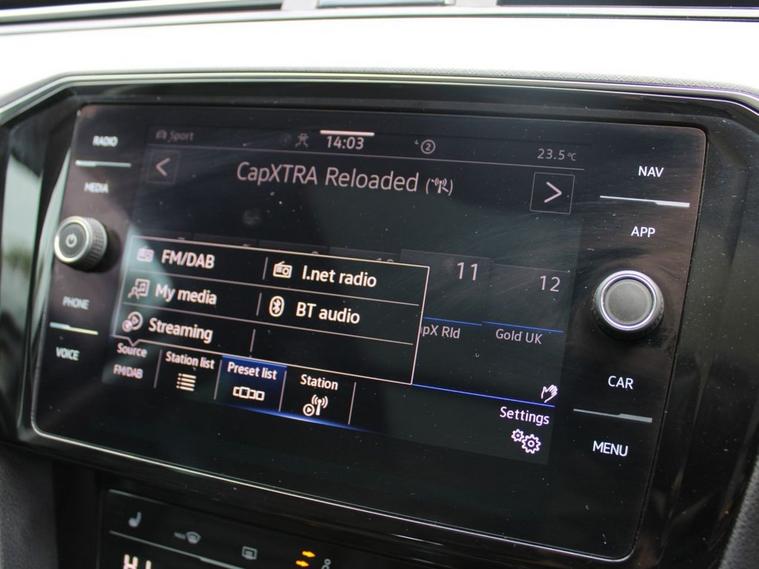 RADIO
MEDIA
PHONE
VOICE
Sport
14:03
2
23.5°C
CapXTRA Reloaded
FM/DAB
I.net radio
My media
BT audio
Streaming
11
12
pX Rld
Gold UK
Source
FM/DAB
Station list
Preset list
Station
Settings
NAV
APP
CAR
MENU